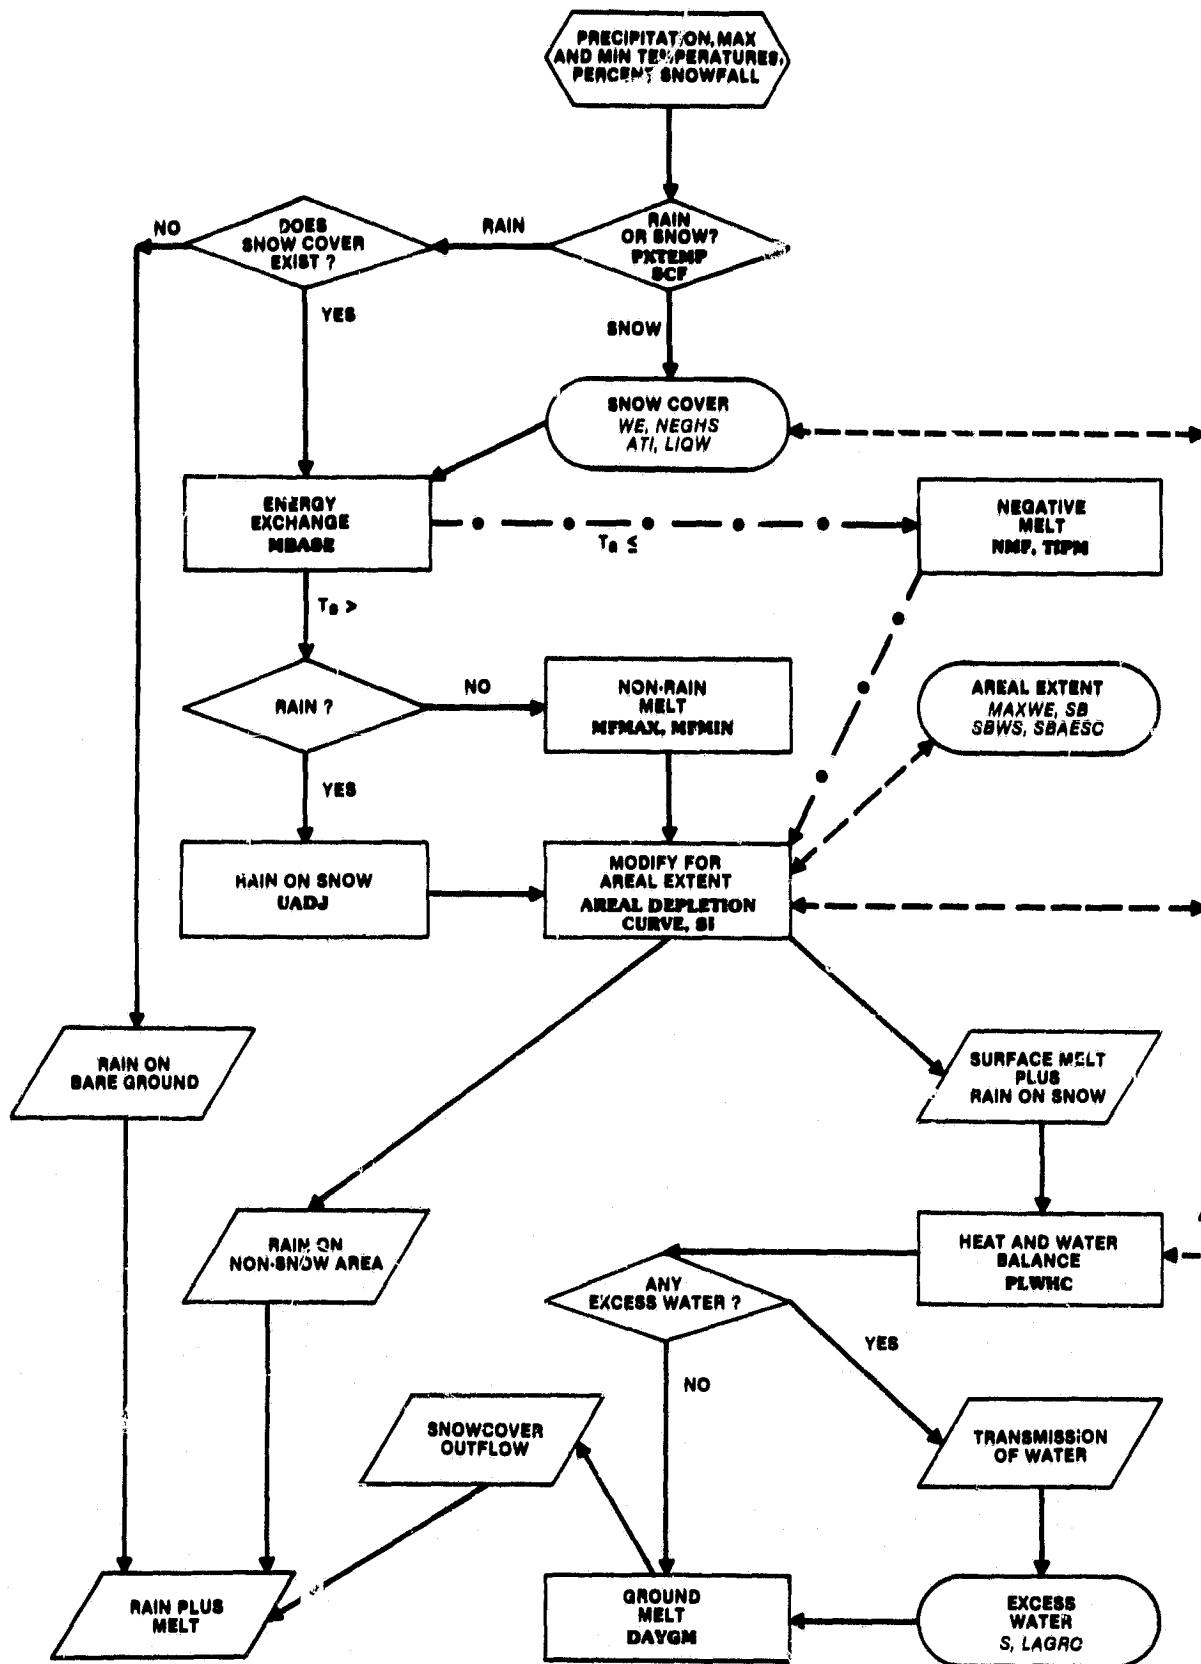 PRECIPITATION, MAX
AND MIN TEMPERATURES,
PERCENT SNOWFALL
NO
DOES
SNOW COVER
EXIST ?
RAIN
RAIN
OR SNOW?
PXTEMP
SCF
YES
SNOW
SNOW COVER
WE, NEGHS
ATI, LIQW
ENERGY
EXCHANGE
MBASE
Ta ≤
NEGATIVE
MELT
NMF, TIPM
Ta >
RAIN ?
NO
NON-RAIN
MELT
MFMAX, MFMIN
AREAL EXTENT
MAXWE, SB
SBWS, SBAESC
YES
RAIN ON SNOW
UADJ
MODIFY FOR
AREAL EXTENT
AREAL DEPLETION
CURVE, SI
RAIN ON
BARE GROUND
SURFACE MELT
PLUS
RAIN ON SNOW
RAIN ON
NON-SNOW AREA
HEAT AND WATER
BALANCE
PLWHC
ANY
EXCESS WATER ?
YES
NO
SNOWCOVER
OUTFLOW
TRANSMISSION
OF WATER
RAIN PLUS
MELT
GROUND
MELT
DAYGM
EXCESS
WATER
S, LAGRO